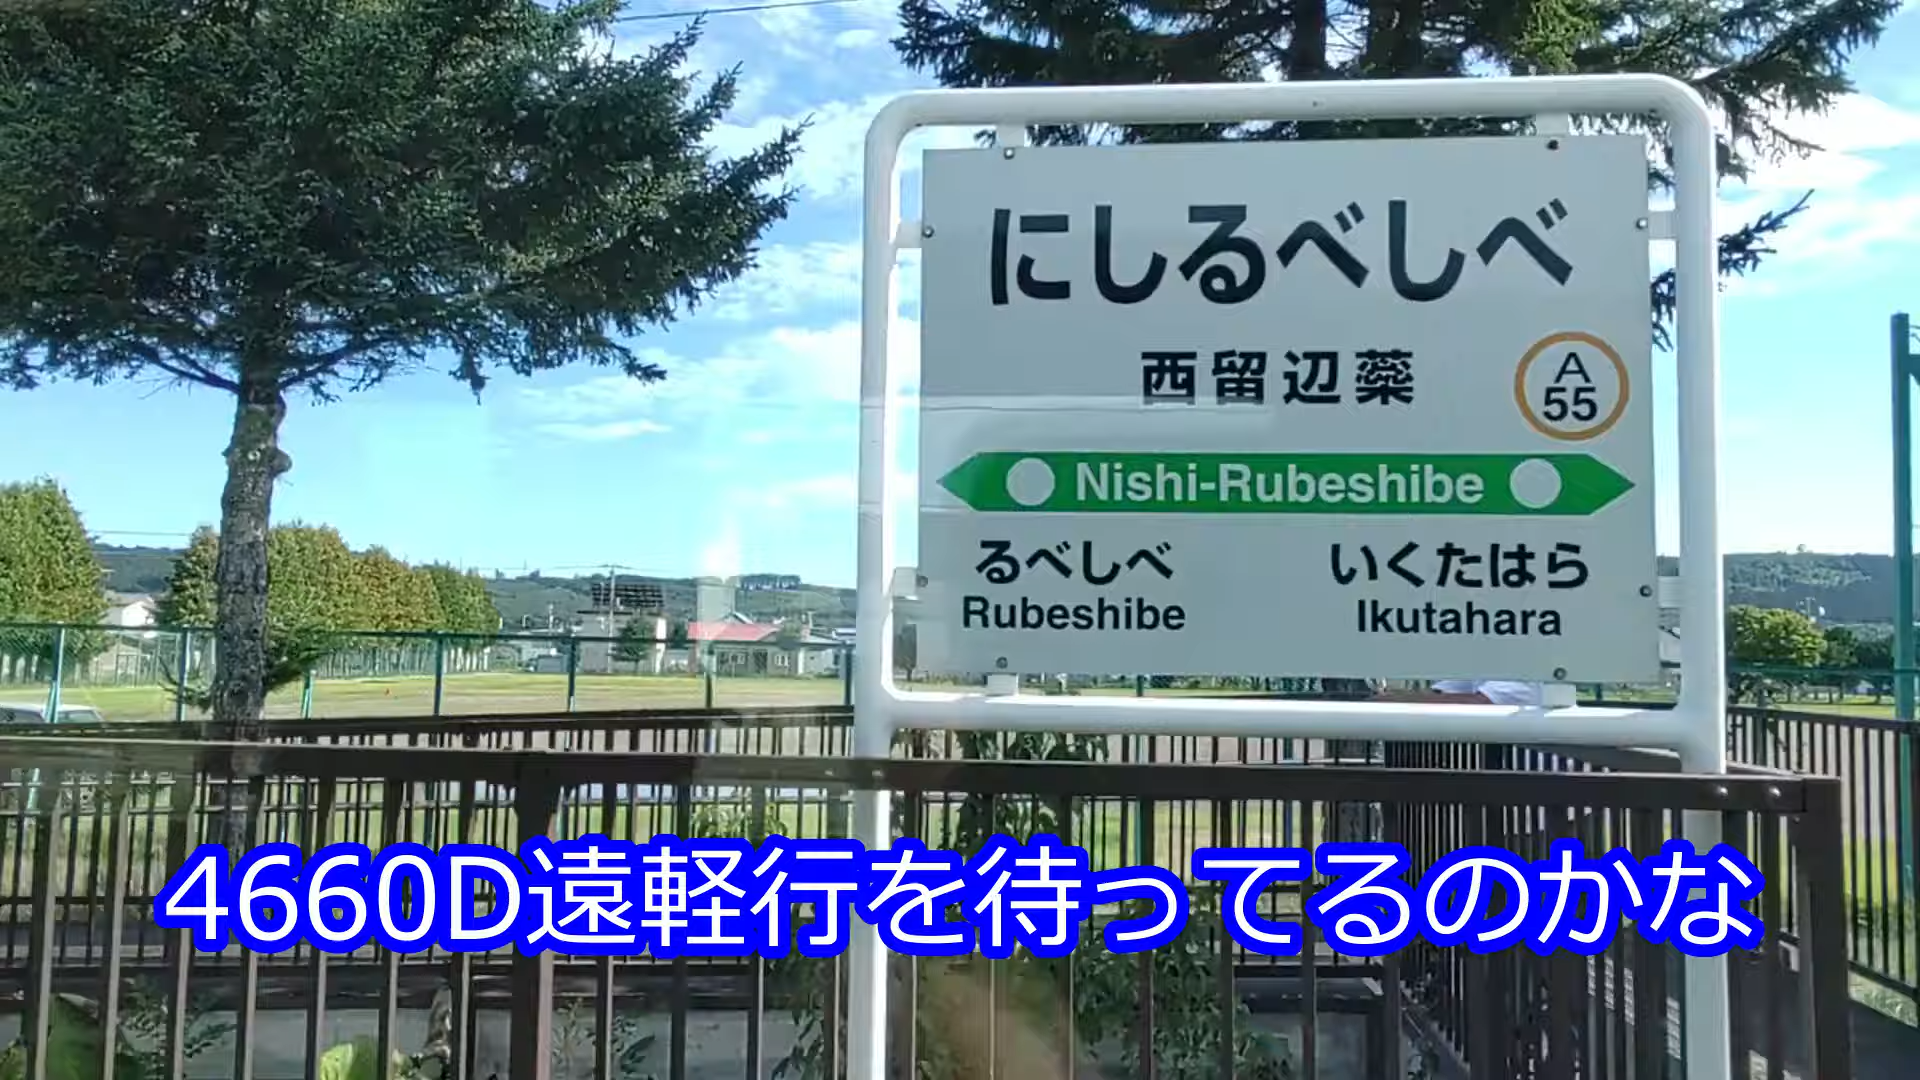 にしるべしべ
西留辺蘂
A
55
Nishi-Rubeshibe
るべしべ
Rubeshibe
いくたはら
Ikutahara
4660D遠軽行を待ってるのかな